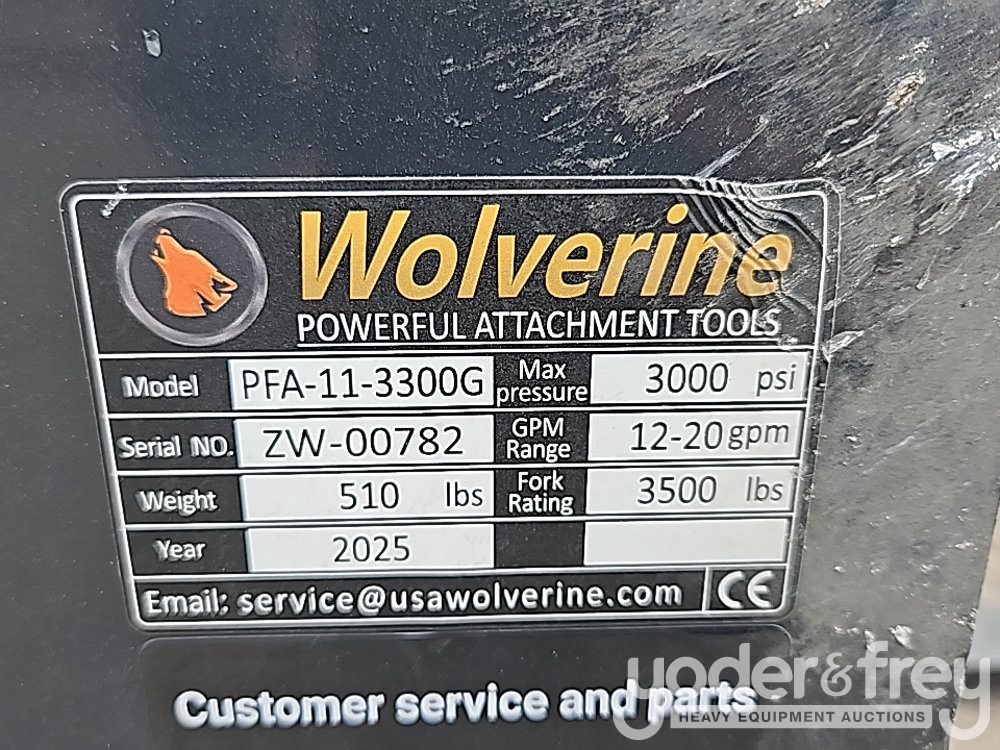 Wolverine
POWERFUL ATTACHMENT TOOLS
Model PFA-11-3300G Max pressure 3000 psi
Serial NO. ZW-00782 GPM Range 12-20 gpm
Weight 510 lbs Fork Rating 3500 lbs
Year 2025
Email: service@usawolverine.com CE
Customer service and parts
yoder&frey
HEAVY EQUIPMENT AUCTIONS